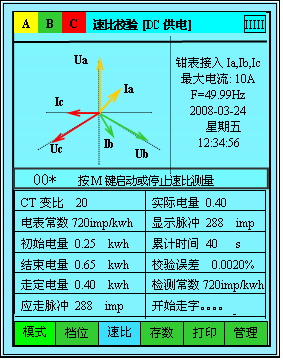 A B C 速比校验 [DC 供电]
Ua
Ia
Ic
Uc
Ib
Ub
钳表接入 Ia,Ib,Ic
最大电流: 10A
F=49.99Hz
2008-03-24
星期五
12:34:56
00* 按M键启动或停止速比测量
CT 变比 20 实际电量 0.40
电表常数 720imp/kwh 显示脉冲 288 imp
初始电量 0.25 kwh 累计时间 40 s
结束电量 0.65 kwh 校验误差 0.0020%
走定电量 0.40 kwh 检测常数 720imp/kwh
应走脉冲 288 imp 开始走字。。。。
模式 档位 速比 存数 打印 管理